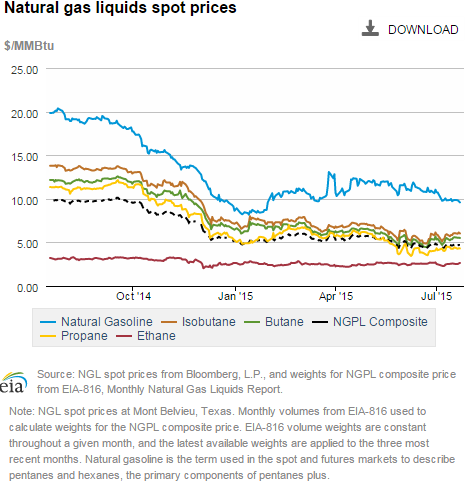 Natural gas liquids spot prices
DOWNLOAD
$/MMBtu
25.00
20.00
15.00
10.00
5.00
0.00
Oct '14 Jan '15 Apr '15 Jul '15
Natural Gasoline Isobutane Butane NGPL Composite
Propane Ethane
eia
Source: NGL spot prices from Bloomberg, L.P., and weights for NGPL composite price
from EIA-816, Monthly Natural Gas Liquids Report.
Note: NGL spot prices at Mont Belvieu, Texas. Monthly volumes from EIA-816 used to
calculate weights for the NGPL composite price. EIA-816 volume weights are constant
throughout a given month, and the latest available weights are applied to the three most
recent months. Natural gasoline is the term used in the spot and futures markets to describe
pentanes and hexanes, the primary components of pentanes plus.